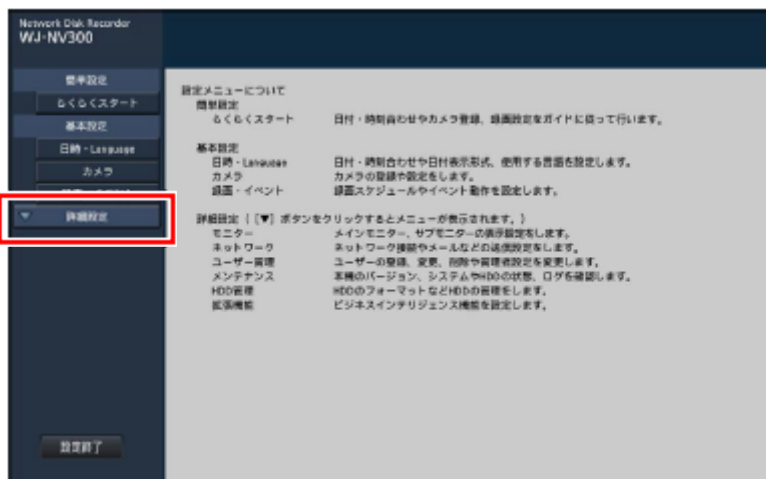 Network Disk Recorder
WJ-NV300
簡単設定
らくらくスタート
基本設定
日時・Language
カメラ
▼ 詳細設定
設定終了
設定メニューについて
簡単設定
らくらくスタート 日付・時刻合わせやカメラ登録、録画設定をガイドに従って行います。
基本設定
日時・Language 日付・時刻合わせや日付表示形式、使用する言語を設定します。
カメラ カメラの登録や設定をします。
録画・イベント 録画スケジュールやイベント動作を設定します。
詳細設定（［▼］ボタンをクリックするとメニューが表示されます。）
モニター メインモニター、サブモニターの表示設定をします。
ネットワーク ネットワーク接続やメールなどの送信設定をします。
ユーザー管理 ユーザーの登録、変更、削除や管理者設定を変更します。
メンテナンス 本機のバージョン、システムやHDDの状態、ログを確認します。
HDD管理 HDDのフォーマットなどHDDの管理をします。
拡張機能 ビジネスインテリジェンス機能を設定します。